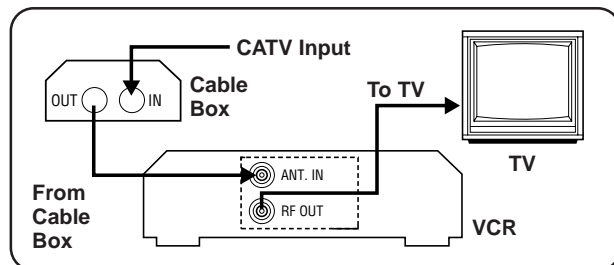 CATV Input
Cable
Box
OUT
IN
To TV
TV
From
Cable
Box
ANT. IN
RF OUT
VCR